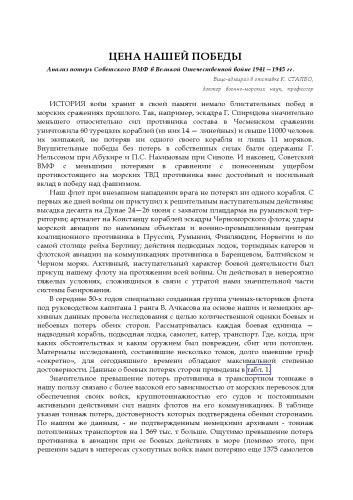 ЦЕНА НАШЕЙ ПОБЕДЫ
Анализ потерь Советского ВМФ в Великой Отечественной войне 1941—1945 гг.
Вице-адмирал в отставке К. СТАЛБО,
доктор военно-морских наук, профессор
ИСТОРИЯ войн хранит в своей памяти немало блистательных побед в
морских сражениях прошлого. Так, например, эскадра Г. Спиридова значительно
меньшего относительно сил противника состава в Чесменском сражении
уничтожила 60 турецких кораблей (из них 14 — линейных) и свыше 11000 человек
их экипажей, но потеряв ни одного своего корабля и лишь 11 моряков.
Внушительные победы без потерь в собственных силах были одержаны Г.
Нельсоном при Абукире и П.С. Нахимовым при Синопе. И наконец, Советский
ВМФ с меньшими потерями в сравнении с понесенным ущербом
противостоящего на морских ТВД противника внес достойный и посильный
вклад в победу над фашизмом.
Наш флот при внезапном нападении врага не потерял ни одного корабля. С
первых же дней войны он приступил к решительным наступательным действиям:
высадка десанта на Дунае 24—26 июня с захватом плацдарма на румынской тер-
ритории; артналет на Констанцу кораблей эскадры Черноморского флота; удары
морской авиации по наземным объектам и военно-промышленным центрам
коалиционного противника в Пруссии, Румынии, Финляндии, Норвегии и по
самой столице рейха Берлину; действия подводных лодок, торпедных катеров и
флотской авиации на коммуникациях противника в Баренцевом, Балтийском и
Черном морях. Активный, наступательный характер боевой деятельности был
присущ нашему флоту на протяжении всей войны. Он действовал в невероятно
тяжелых условиях, сложившихся в связи с утратой нами значительной части
системы базирования.
В середине 50-х годов специально созданная группа ученых-историков флота
под руководством капитана 1 ранга В. Ачкасова на основе наших и немецких ар-
хивных данных провела исследования с целью количественной оценки боевых и
небоевых потерь обеих сторон. Рассматривалась каждая боевая единица —
надводный корабль, подводная лодка, самолет, катер, транспорт. Где, когда, при
каких обстоятельствах и каким оружием был поврежден, сбит или потоплен.
Материалы исследований, составившие несколько томов, долго имевшие гриф
«секретно», для сегодняшнего времени обладают максимальной степенью
достоверности. Данные о боевых потерях сторон приведены в табл. 1.
Значительное превышение потерь противника в транспортном тоннаже в
нашу пользу связано с более высокой его зависимостью от морских перевозок для
обеспечения своих войск, крупнотоннажностью его судов и постоянными
активными действиями сил наших флотов на его коммуникациях. В таблице
указан тоннаж потерь, достоверность которых подтверждена обеими сторонами.
По нашим же данным, - не подтвержденным немецкими архивами - тоннаж
потопленных транспортов на 1 569 тыс. т больше. Ощутимо превышение потерь
противника в авиации при ее боевых действиях в море (помимо этого, при
решении задач в интересах сухопутных войск нами потеряно еще 1375 самолетов